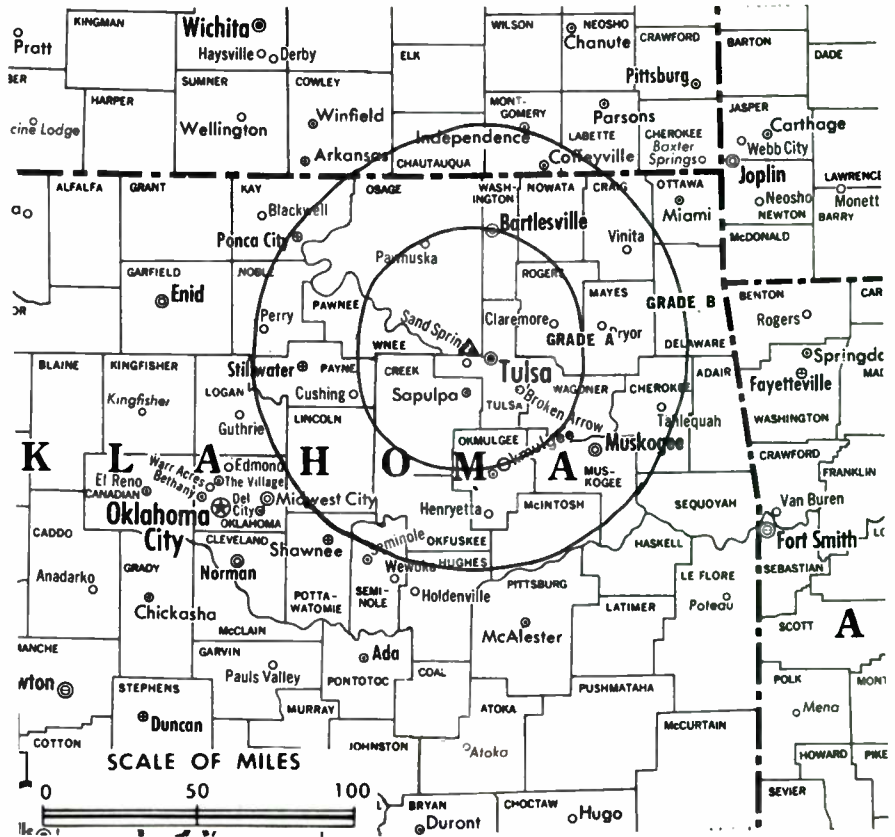 KINGMAN
Wichita
WILSON
NEOSHO
Chanute
CRAWFORD
BARTON
DADE
Pratt
Haysville
Derby
ELK
Pittsburg
SUMNER
COWLEY
HARPER
MONT-
GOMERY
Parsons
JASPER
Carthage
Webb City
cine Lodge
Wellington
Winfield
Independence
LABETTE
CHEROKEE
Baxter
Springs
Arkansas
CHAUTAUQUA
Coffeyville
Joplin
LAWRENCE
ALFALFA
GRANT
KAY
OSAGE
WASH-
INGTON
NOWATA
CRAIG
OTTAWA
Neosho
NEWTON
Monett
BARRY
Blackwell
Bartlesville
Miami
McDONALD
Ponca City
Pawhuska
Vinita
GARFIELD
NOBLE
ROGERS
MAYES
BENTON
CAR
Enid
PAWNEE
GRADE B
Rogers
Perry
Sand Springs
Claremore
GRADE A
Pryor
WNEE
DELAWARE
BLAINE
KINGFISHER
Stillwater
PAYNE
CREEK
Tulsa
ADAIR
Springdo
Fayetteville
MAD
LOGAN
Cushing
Sapulpa
TULSA
WAGONER
Broken Arrow
CHEROKEE
Kingfisher
Guthrie
LINCOLN
Tahlequah
WASHINGTON
OKMULGEE
Okmulgee
Muskogee
K L A H O M A
CRAWFORD
FRANKLIN
Edmond
Warr Acres
The Village
Bethany
El Reno
CANADIAN
Del
City
Midwest City
MUS-
KOGEE
Oklahoma
City
OKLAHOMA
Henryetta
McINTOSH
SEQUOYAH
Van Buren
CADDO
CLEVELAND
Shawnee
Seminole
OKFUSKEE
HASKELL
Fort Smith
Wewoka
HUGHES
SEBASTIAN
Anadarko
GRADY
Norman
PITTSBURG
LE FLORE
Chickasha
POTTA-
WATOMIE
SEMI-
NOLE
Holdenville
LATIMER
Poteau
McCLAIN
McAlester
SCOTT
A
GARVIN
Ada
Pauls Valley
PONTOTOC
COAL
POLK
MONT
STEPHENS
PUSHMATAHA
Duncan
MURRAY
ATOKA
McCURTAIN
Mena
COTTON
JOHNSTON
Atoka
HOWARD
PIKE
SCALE OF MILES
0 50 100
BRYAN
CHOCTAW
SEVIER
Duront
Hugo